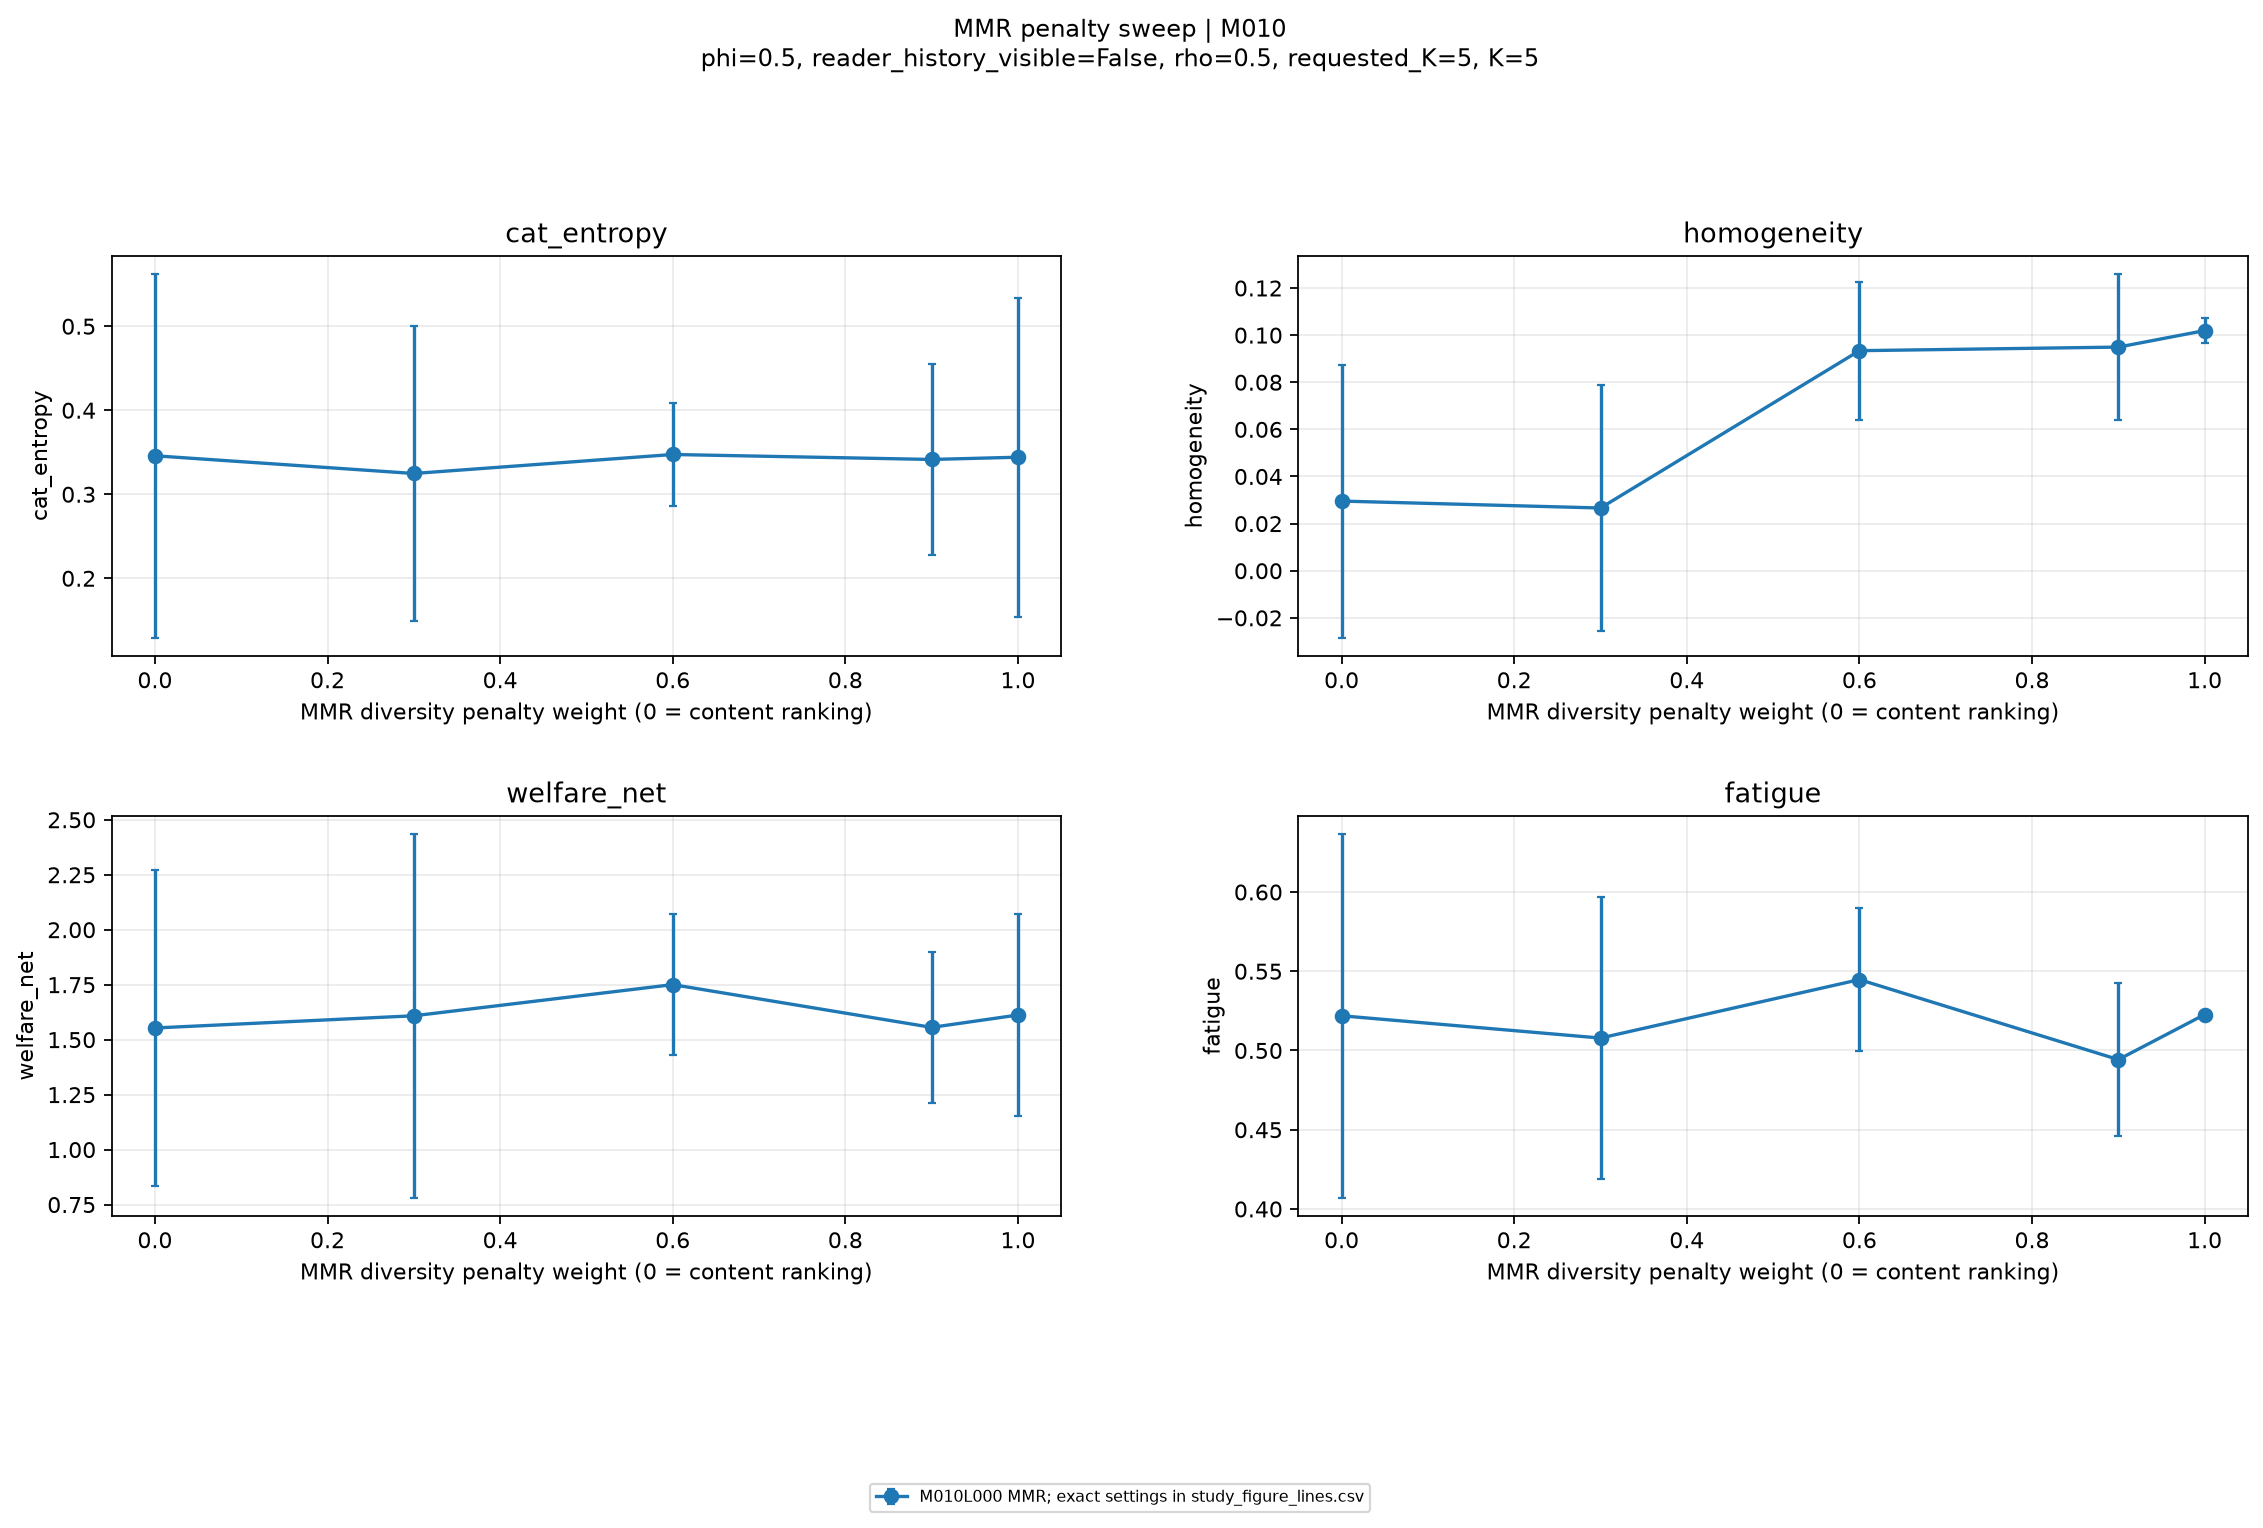 MMR penalty sweep | M010
phi=0.5, reader_history_visible=False, rho=0.5, requested_K=5, K=5
cat_entropy
cat_entropy
0.5
0.4
0.3
0.2
0.0 0.2 0.4 0.6 0.8 1.0
MMR diversity penalty weight (0 = content ranking)
homogeneity
homogeneity
0.12
0.10
0.08
0.06
0.04
0.02
0.00
−0.02
0.0 0.2 0.4 0.6 0.8 1.0
MMR diversity penalty weight (0 = content ranking)
welfare_net
welfare_net
2.50
2.25
2.00
1.75
1.50
1.25
1.00
0.75
0.0 0.2 0.4 0.6 0.8 1.0
MMR diversity penalty weight (0 = content ranking)
fatigue
fatigue
0.60
0.55
0.50
0.45
0.40
0.0 0.2 0.4 0.6 0.8 1.0
MMR diversity penalty weight (0 = content ranking)
M010L000 MMR; exact settings in study_figure_lines.csv